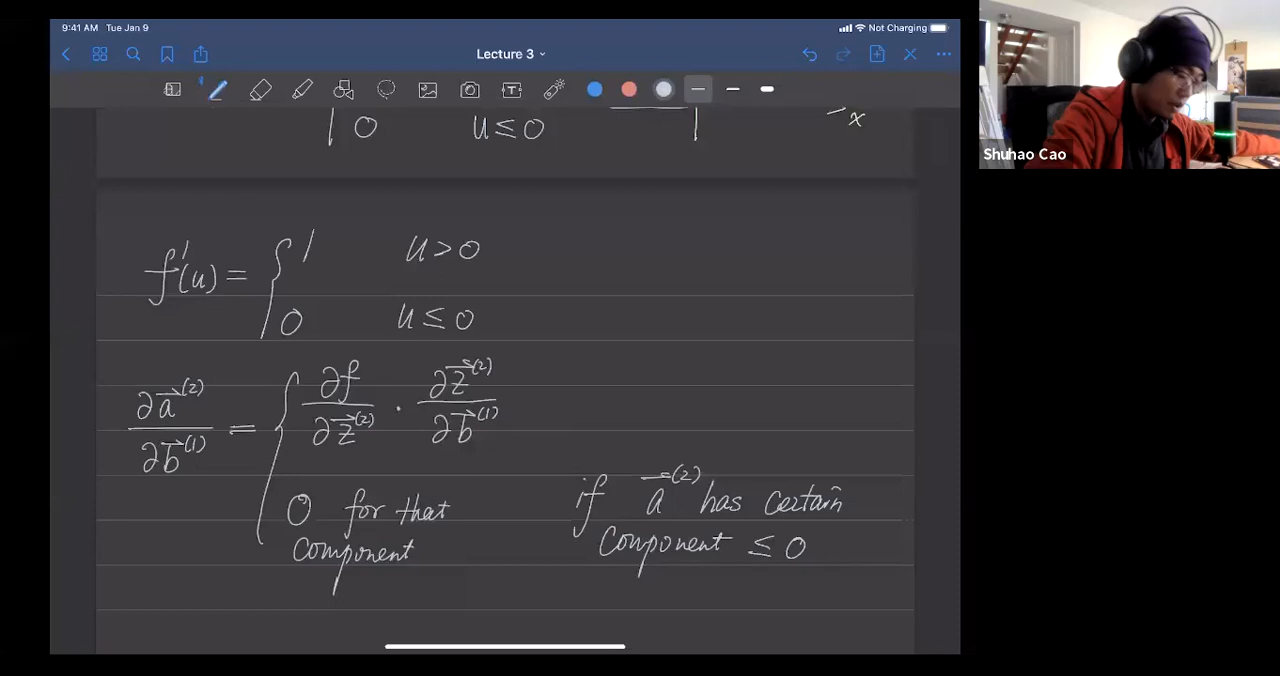 9:41 AM Tue Jan 9
Not Charging
Lecture 3
0 u ≤ 0
x
Shuhao Cao
f'(u) = { 1 u > 0
0 u ≤ 0
∂a⃗^(2) / ∂b⃗^(1) = { ∂f / ∂z⃗^(2) · ∂z⃗^(2) / ∂b⃗^(1)
0 for that if a⃗^(2) has certain
component component ≤ 0